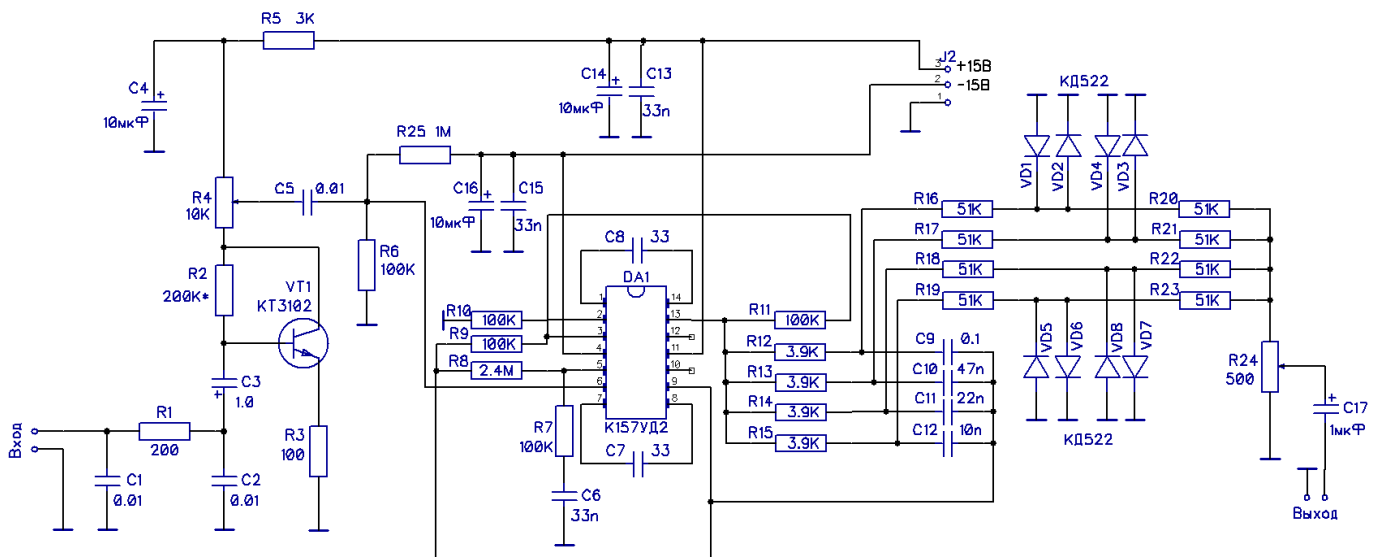 R5 3K
C4
10мкФ
C14
10мкФ
C13
33n
J2
3
+15В
2
-15В
1
КД522
VD1
VD2
VD4
VD3
R25 1M
R4
10K
C5
0.01
C16
10мкФ
C15
33n
R6
100K
R2
200K*
VT1
КТ3102
C8
33
DA1
1
14
2
13
3
12
4
11
5
10
6
9
7
8
К157УД2
C7
33
R10
100K
R9
100K
R8
2.4M
R7
100K
C6
33n
R11
100K
R12
3.9K
R13
3.9K
R14
3.9K
R15
3.9K
C9
0.1
C10
47n
C11
22n
C12
10n
R16
51K
R17
51K
R18
51K
R19
51K
R20
51K
R21
51K
R22
51K
R23
51K
VD5
VD6
VD8
VD7
КД522
R24
500
C17
1мкФ
Выход
C3
1.0
R1
200
R3
100
Вход
C1
0.01
C2
0.01